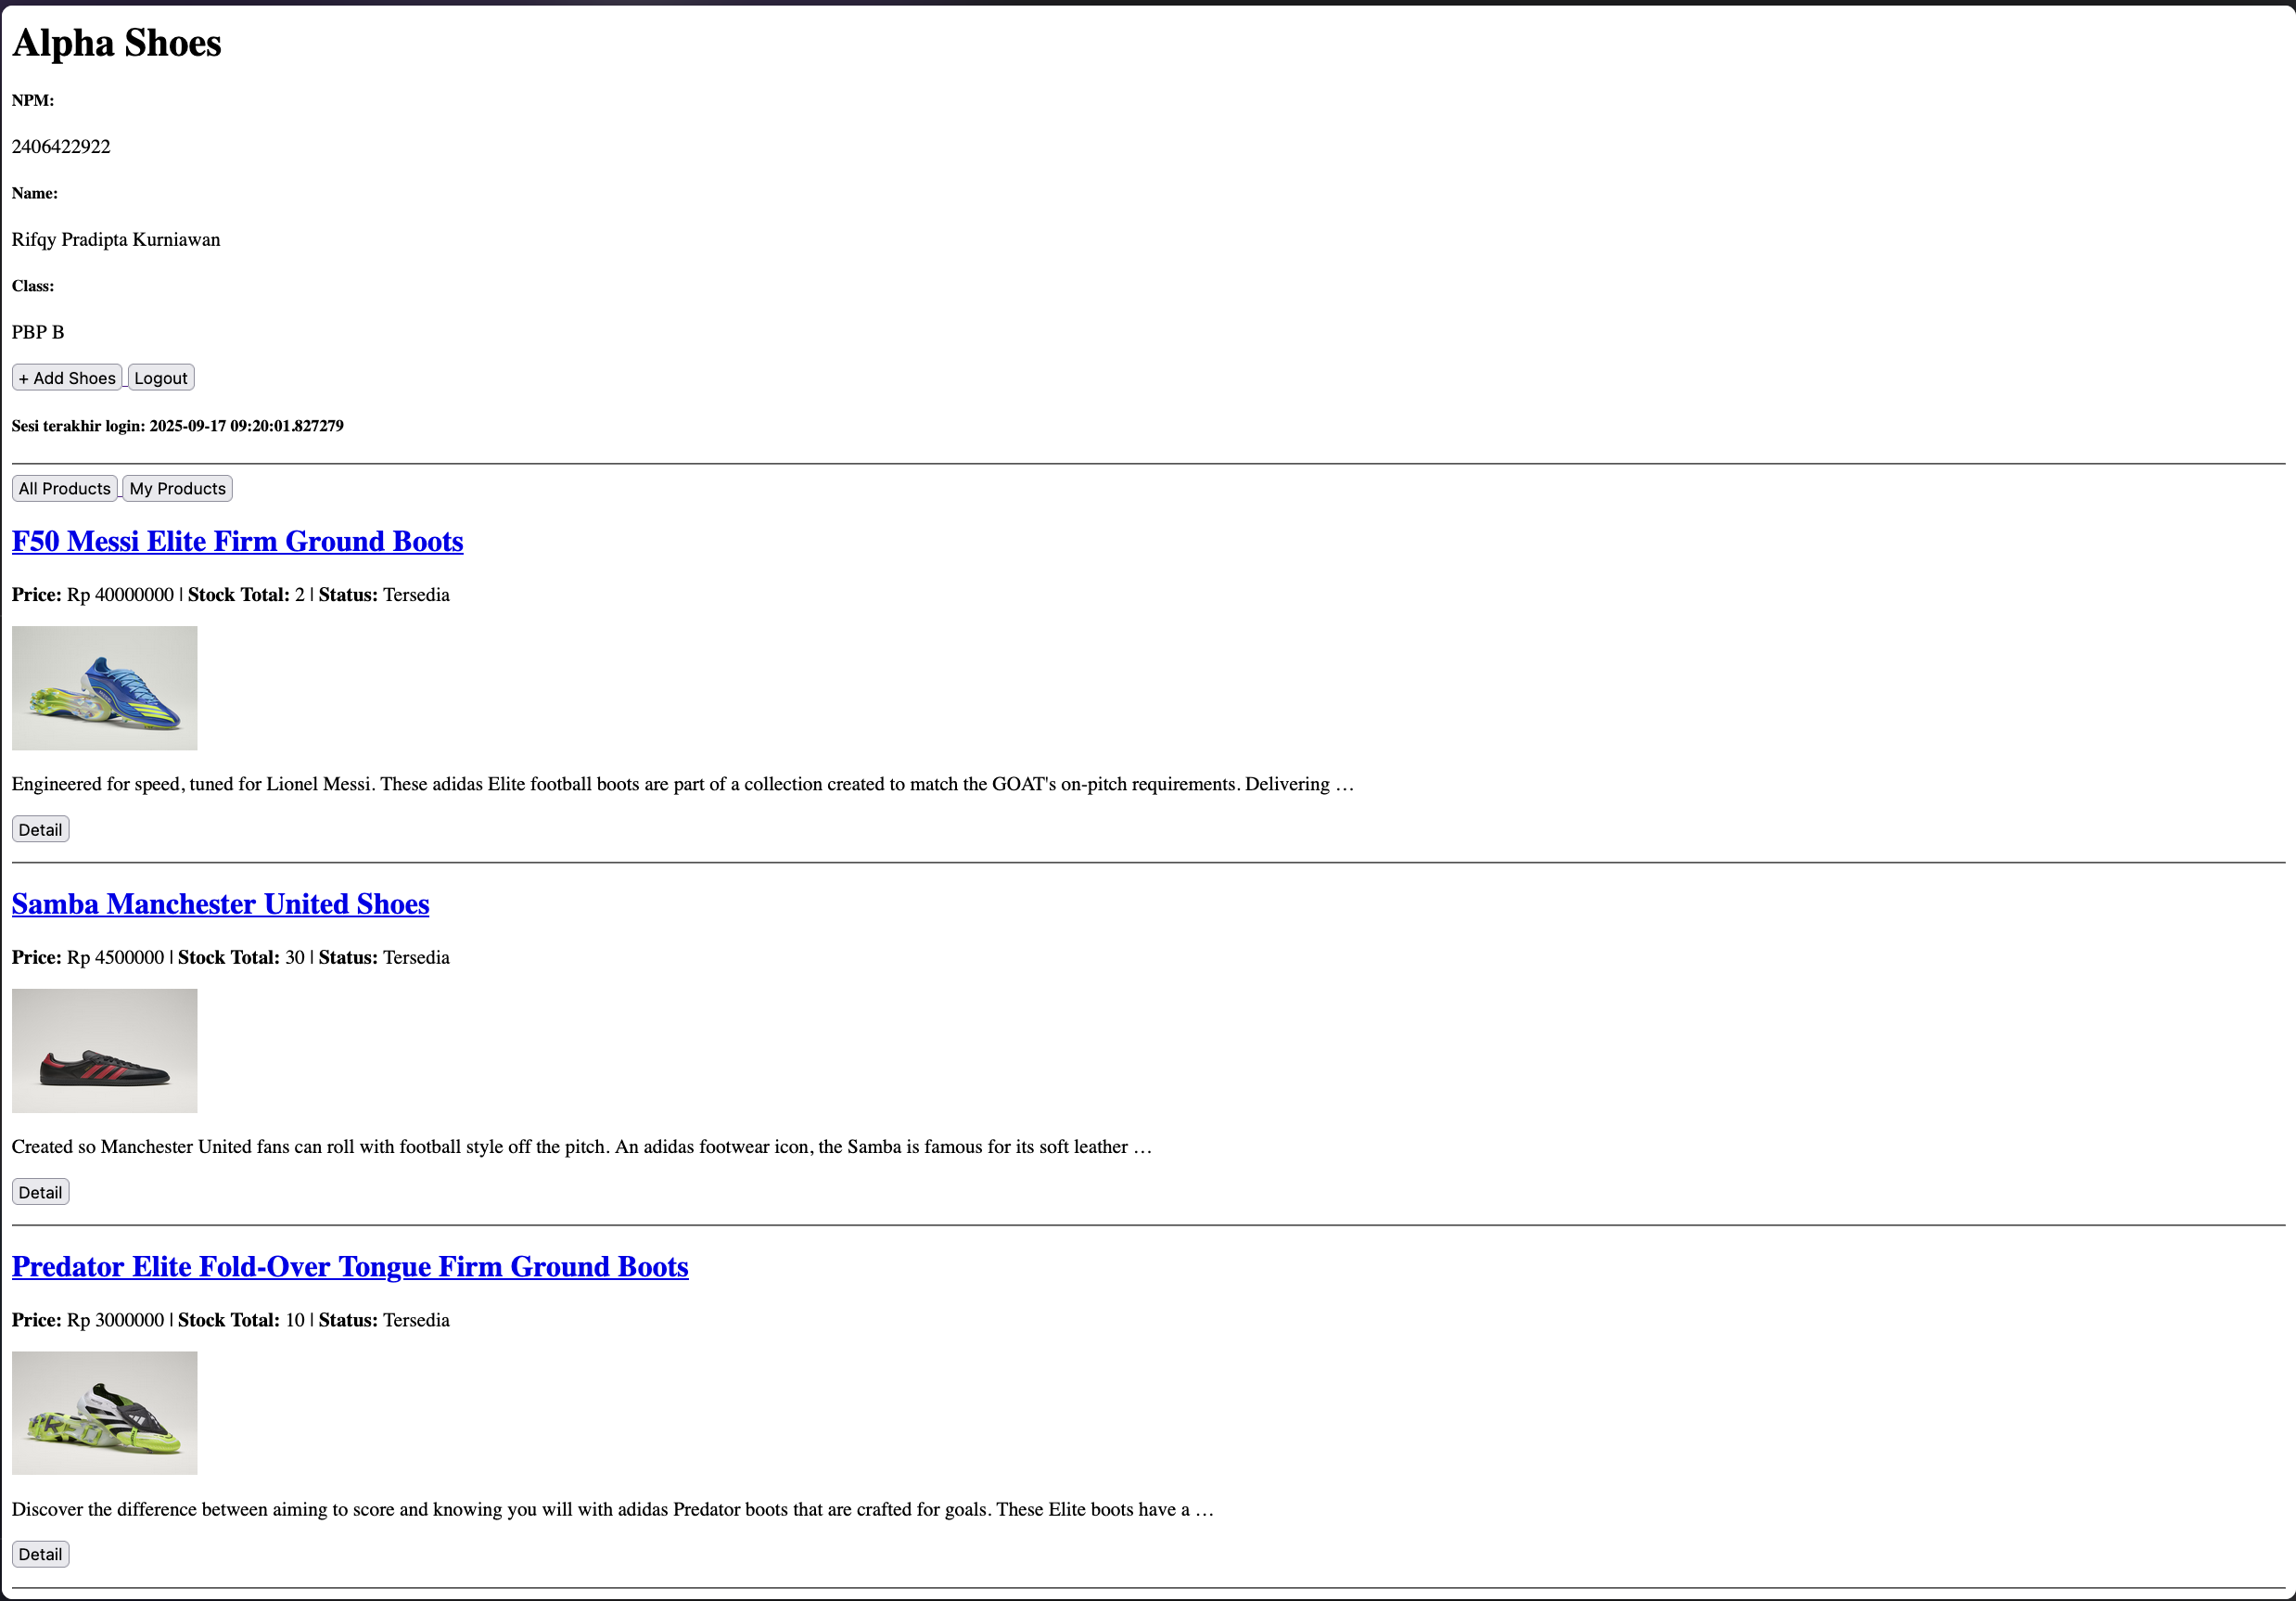 Alpha Shoes
NPM:
2406422922
Name:
Rifqy Pradipta Kurniawan
Class:
PBP B
+ Add Shoes Logout
Sesi terakhir login: 2025-09-17 09:20:01.827279
All Products My Products
F50 Messi Elite Firm Ground Boots
Price: Rp 40000000 | Stock Total: 2 | Status: Tersedia
Engineered for speed, tuned for Lionel Messi. These adidas Elite football boots are part of a collection created to match the GOAT's on-pitch requirements. Delivering …
Detail
Samba Manchester United Shoes
Price: Rp 4500000 | Stock Total: 30 | Status: Tersedia
Created so Manchester United fans can roll with football style off the pitch. An adidas footwear icon, the Samba is famous for its soft leather …
Detail
Predator Elite Fold-Over Tongue Firm Ground Boots
Price: Rp 3000000 | Stock Total: 10 | Status: Tersedia
Discover the difference between aiming to score and knowing you will with adidas Predator boots that are crafted for goals. These Elite boots have a …
Detail